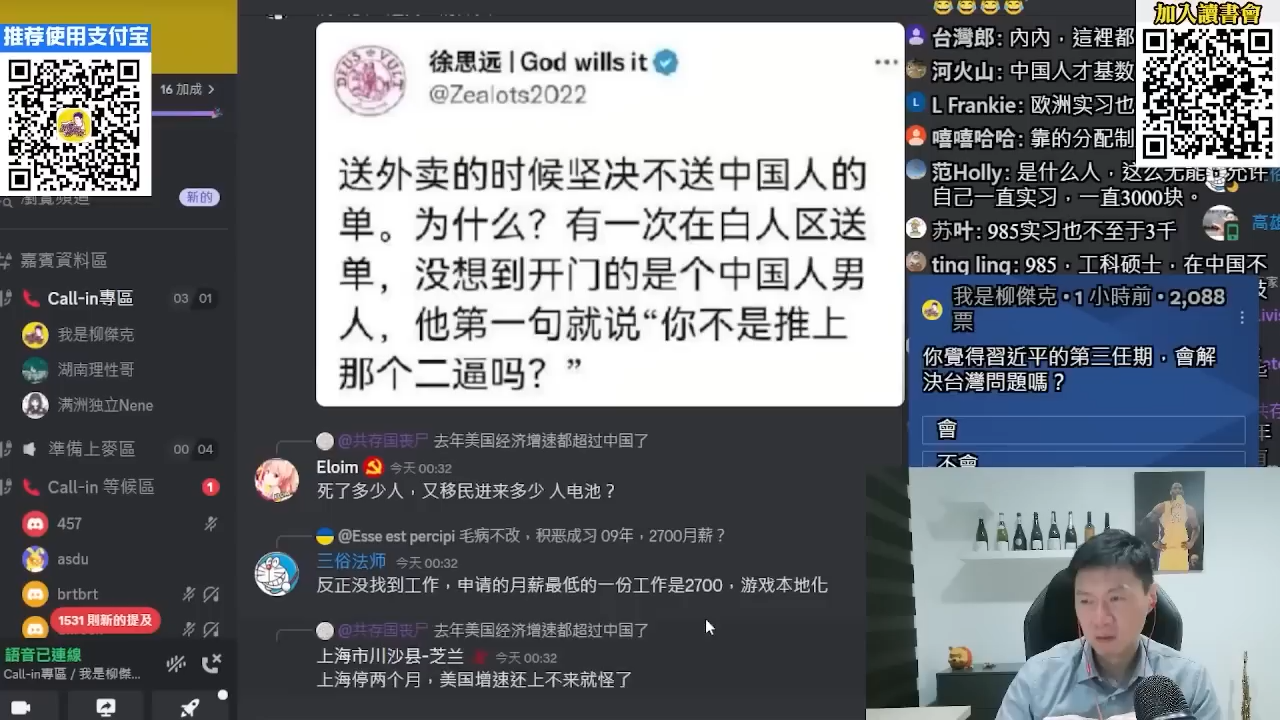 推荐使用支付宝
16 加成
瀏覽頻道
新的
嘉賓資料區
Call-in專區
03 01
我是柳傑克
湖南理性哥
满洲独立Nene
準備上麥區
00 04
Call-in 等候區
1
457
asdu
brtbrt
1531 則新的提及
語音已連線
Call-in專區 / 我是柳傑...
徐思远 | God wills it
DEUS VULT
@Zealots2022
送外卖的时候坚决不送中国人的
单。为什么？有一次在白人区送
单，没想到开门的是个中国人男
人，他第一句就说“你不是推上
那个二逼吗？”
@共存国丧尸 去年美国经济增速都超过中国了
Eloim 今天 00:32
死了多少人，又移民进来多少 人电池？
@Esse est percipi 毛病不改，积恶成习 09年，2700月薪？
三俗法师 今天 00:32
反正没找到工作，申请的月薪最低的一份工作是2700，游戏本地化
@共存国丧尸 去年美国经济增速都超过中国了
上海市川沙县-芝兰 今天 00:32
上海停两个月，美国增速还上不来就怪了
加入讀書會
台灣郎: 內內，這裡都
河火山: 中国人才基数
L Frankie: 欧洲实习也
嘻嘻哈哈: 靠的分配制
范Holly: 是什么人，这么无能
自己一直实习，一直3000块。
苏叶: 985实习也不至于3千
高雄
ting ling: 985，工科硕士，在中国不
我是柳傑克 • 1 小時前 • 2,088
票
你覺得習近平的第三任期，會解
決台灣問題嗎？
會
不會